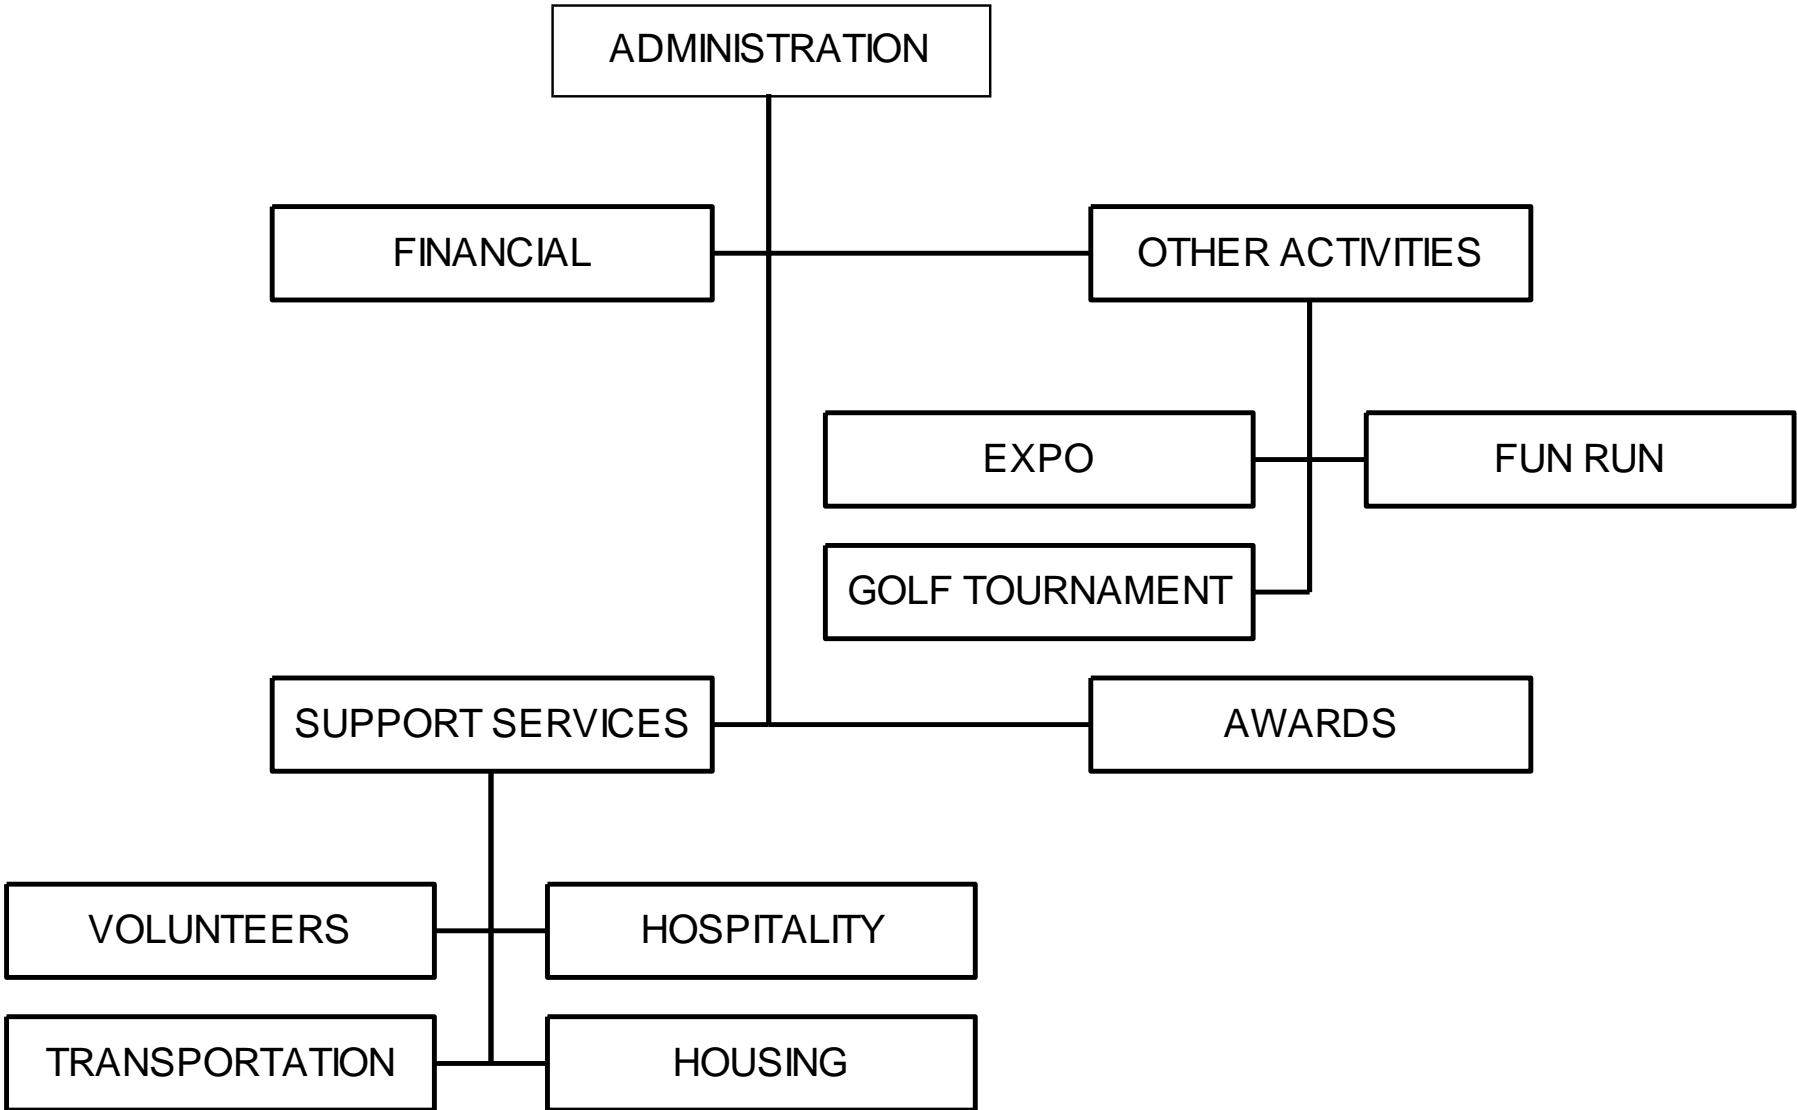 ADMINISTRATION
FINANCIAL
OTHER ACTIVITIES
EXPO
FUN RUN
GOLF TOURNAMENT
SUPPORT SERVICES
AWARDS
VOLUNTEERS
HOSPITALITY
TRANSPORTATION
HOUSING